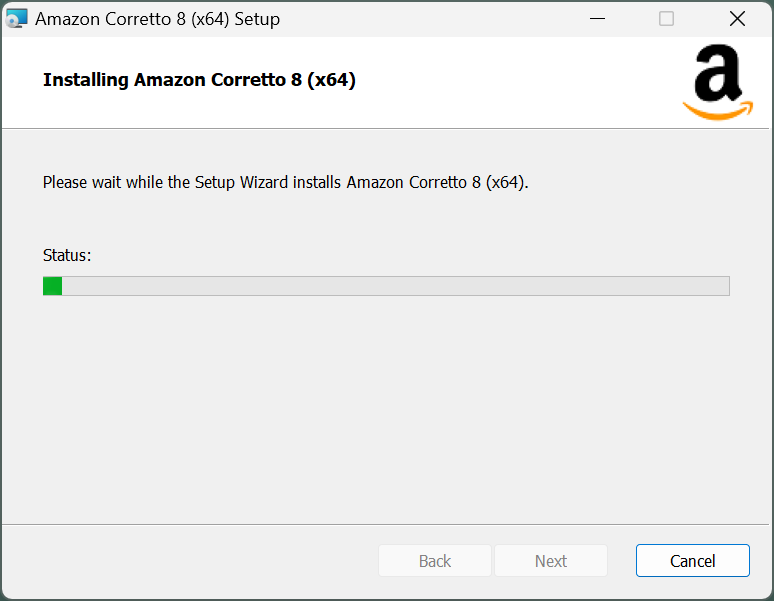 Amazon Corretto 8 (x64) Setup
Installing Amazon Corretto 8 (x64)
a
Please wait while the Setup Wizard installs Amazon Corretto 8 (x64).
Status:
Back
Next
Cancel